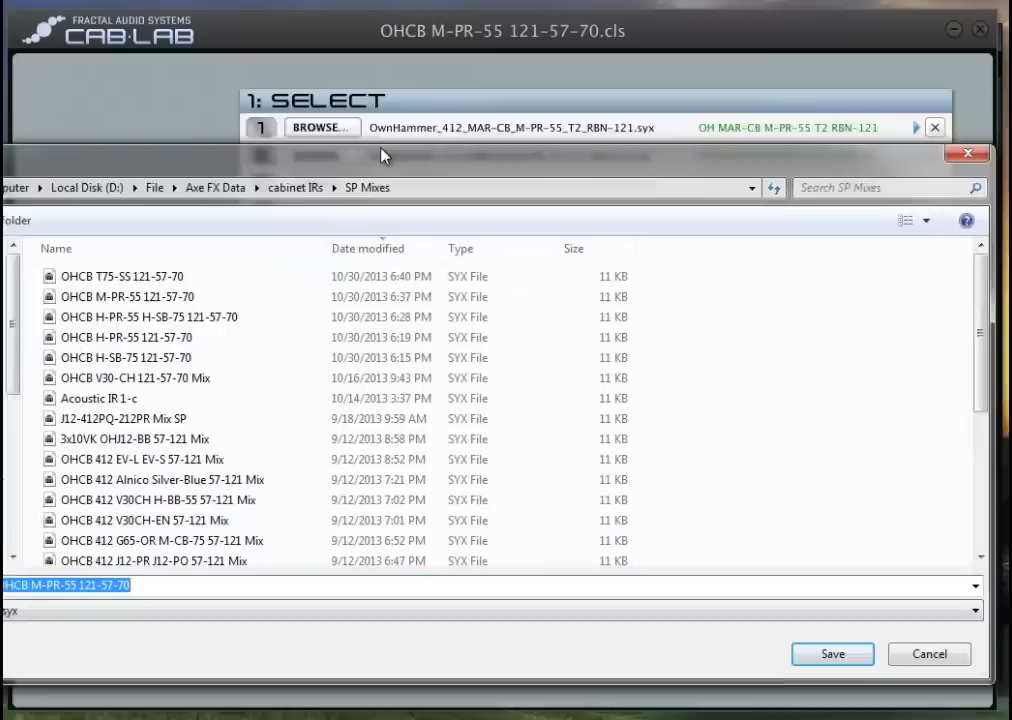 FRACTAL AUDIO SYSTEMS
CAB·LAB
OHCB M-PR-55 121-57-70.cls
1: SELECT
1 BROWSE... OwnHammer_412_MAR-CB_M-PR-55_T2_RBN-121.syx OH MAR-CB M-PR-55 T2 RBN-121
puter Local Disk (D:) File Axe FX Data cabinet IRs SP Mixes Search SP Mixes
folder
Name Date modified Type Size
OHCB T75-SS 121-57-70 10/30/2013 6:40 PM SYX File 11 KB
OHCB M-PR-55 121-57-70 10/30/2013 6:37 PM SYX File 11 KB
OHCB H-PR-55 H-SB-75 121-57-70 10/30/2013 6:28 PM SYX File 11 KB
OHCB H-PR-55 121-57-70 10/30/2013 6:19 PM SYX File 11 KB
OHCB H-SB-75 121-57-70 10/30/2013 6:15 PM SYX File 11 KB
OHCB V30-CH 121-57-70 Mix 10/16/2013 9:43 PM SYX File 11 KB
Acoustic IR 1-c 10/14/2013 3:37 PM SYX File 11 KB
J12-412PQ-212PR Mix SP 9/18/2013 9:59 AM SYX File 11 KB
3x10VK OHJ12-BB 57-121 Mix 9/12/2013 8:58 PM SYX File 11 KB
OHCB 412 EV-L EV-S 57-121 Mix 9/12/2013 8:52 PM SYX File 11 KB
OHCB 412 Alnico Silver-Blue 57-121 Mix 9/12/2013 7:21 PM SYX File 11 KB
OHCB 412 V30CH H-BB-55 57-121 Mix 9/12/2013 7:02 PM SYX File 11 KB
OHCB 412 V30CH-EN 57-121 Mix 9/12/2013 7:01 PM SYX File 11 KB
OHCB 412 G65-OR M-CB-75 57-121 Mix 9/12/2013 6:52 PM SYX File 11 KB
OHCB 412 J12-PR J12-PO 57-121 Mix 9/12/2013 6:47 PM SYX File 11 KB
OHCB M-PR-55 121-57-70
syx
Save Cancel